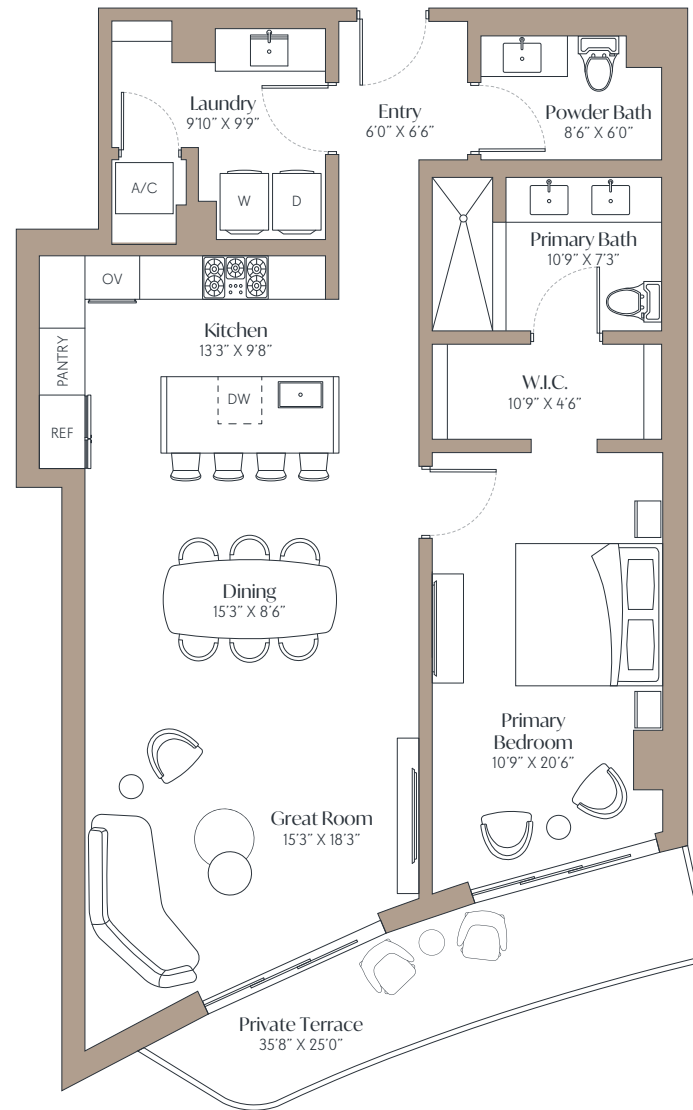 Laundry
9'10" X 9'9"
Entry
6'0" X 6'6"
Powder Bath
8'6" X 6'0"
A/C
W
D
Primary Bath
10'9" X 7'3"
OV
Kitchen
13'3" X 9'8"
PANTRY
W.I.C.
10'9" X 4'6"
DW
REF
Dining
15'3" X 8'6"
Primary
Bedroom
10'9" X 20'6"
Great Room
15'3" X 18'3"
Private Terrace
35'8" X 25'0"